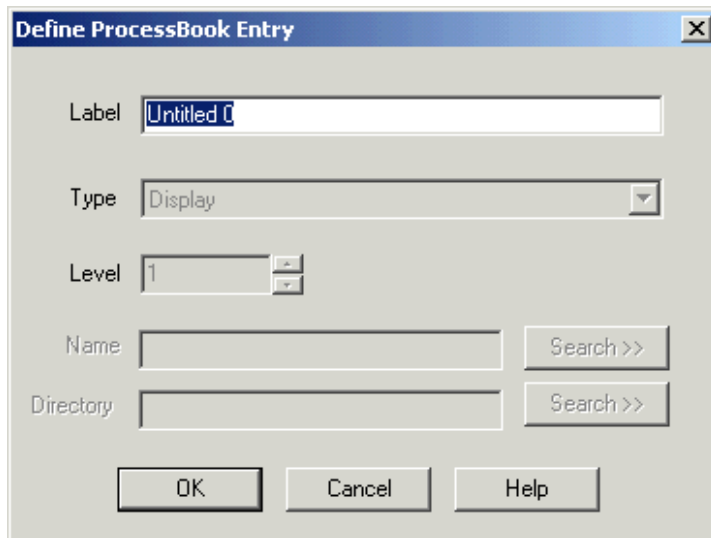 Define ProcessBook Entry
Label Untitled 0
Type Display
Level 1
Name Search >>
Directory Search >>
OK Cancel Help